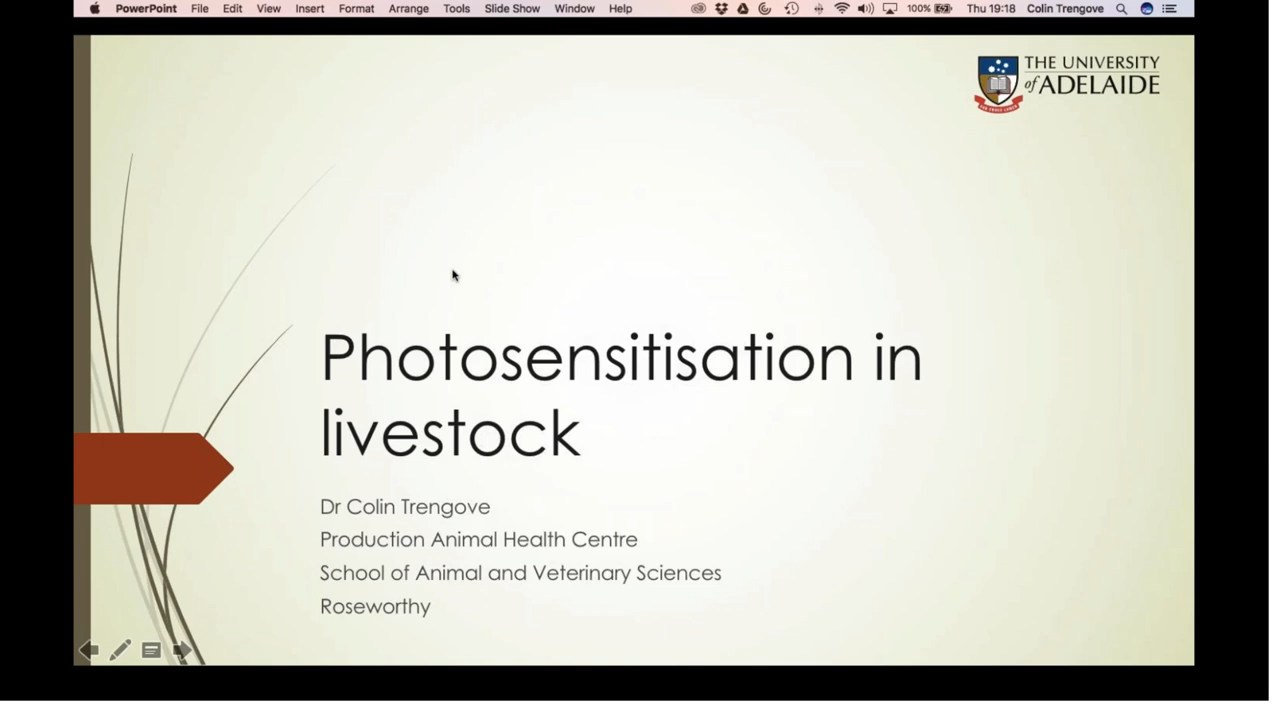 PowerPoint File Edit View Insert Format Arrange Tools Slide Show Window Help 100% Thu 19:18 Colin Trengove
THE UNIVERSITY
of ADELAIDE
Photosensitisation in
livestock
Dr Colin Trengove
Production Animal Health Centre
School of Animal and Veterinary Sciences
Roseworthy